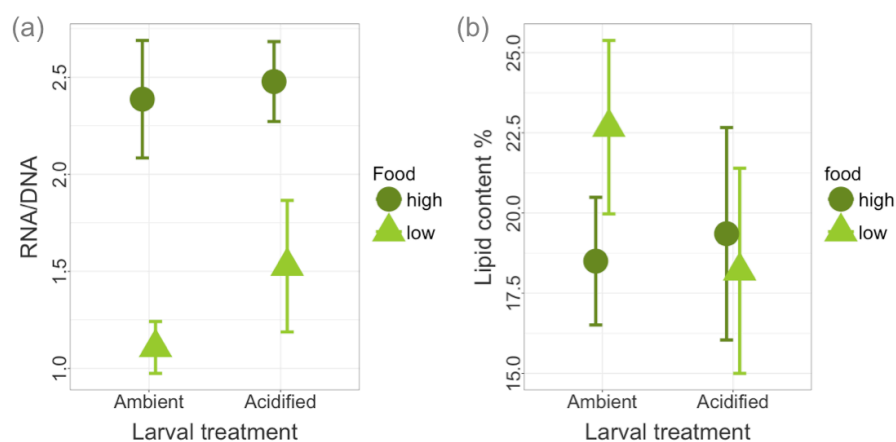 (a)
RNA/DNA
2.5
2.0
1.5
1.0
Ambient Acidified
Larval treatment
Food
high
low
(b)
Lipid content %
25.0
22.5
20.0
17.5
15.0
Ambient Acidified
Larval treatment
food
high
low